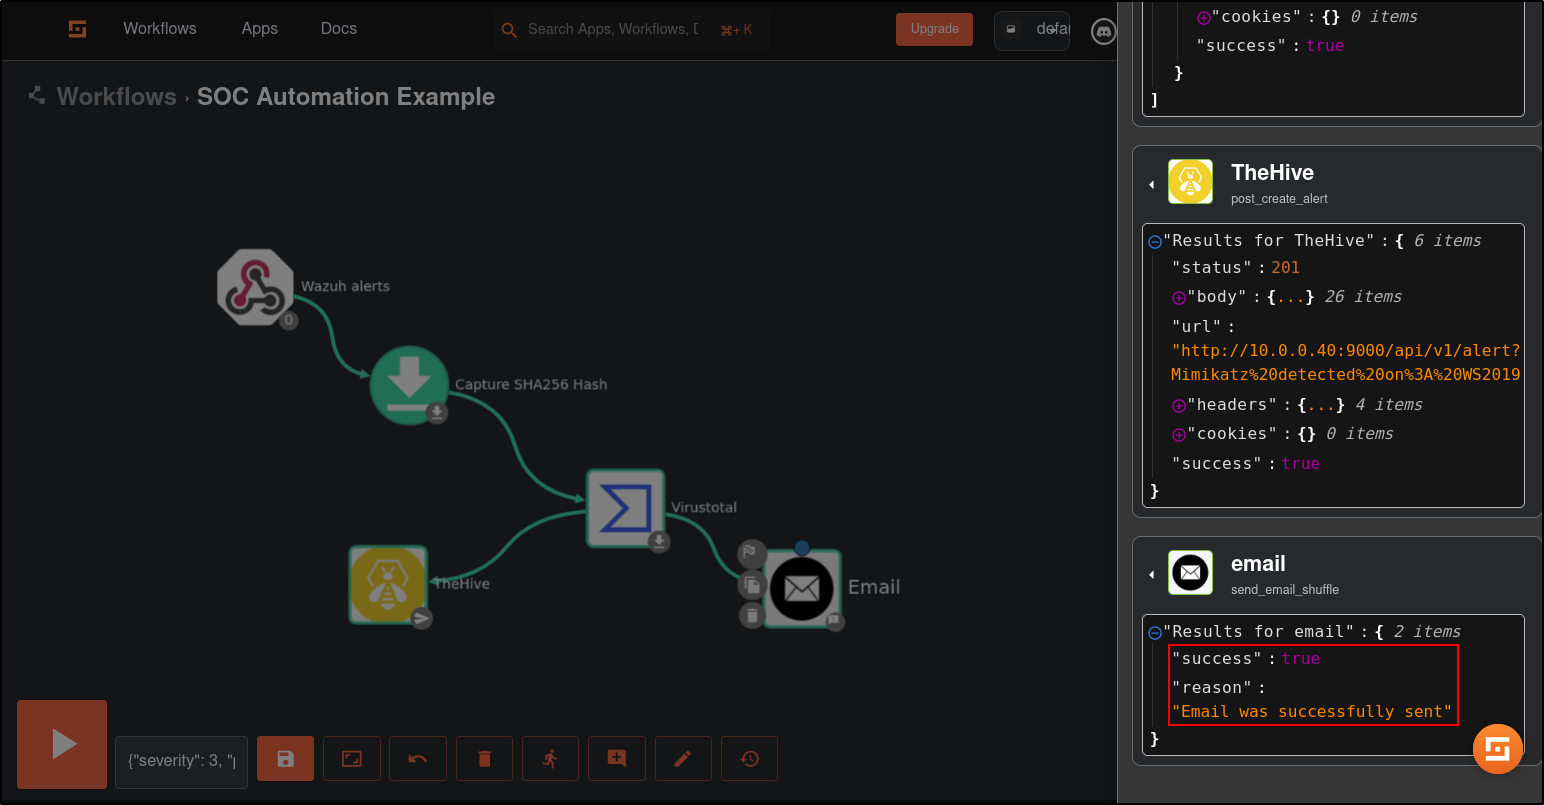 Workflows Apps Docs Search Apps, Workflows, D ⌘+ K Upgrade defau
Workflows › SOC Automation Example
Wazuh alerts
0
Capture SHA256 Hash
Virustotal
TheHive
Email
{"severity": 3, "p
"cookies" : {} 0 items
"success" : true
}
]
TheHive
post_create_alert
"Results for TheHive" : { 6 items
"status" : 201
"body" : {...} 26 items
"url" :
"http://10.0.0.40:9000/api/v1/alert?
Mimikatz%20detected%20on%3A%20WS2019
"headers" : {...} 4 items
"cookies" : {} 0 items
"success" : true
}
email
send_email_shuffle
"Results for email" : { 2 items
"success" : true
"reason" :
"Email was successfully sent"
}